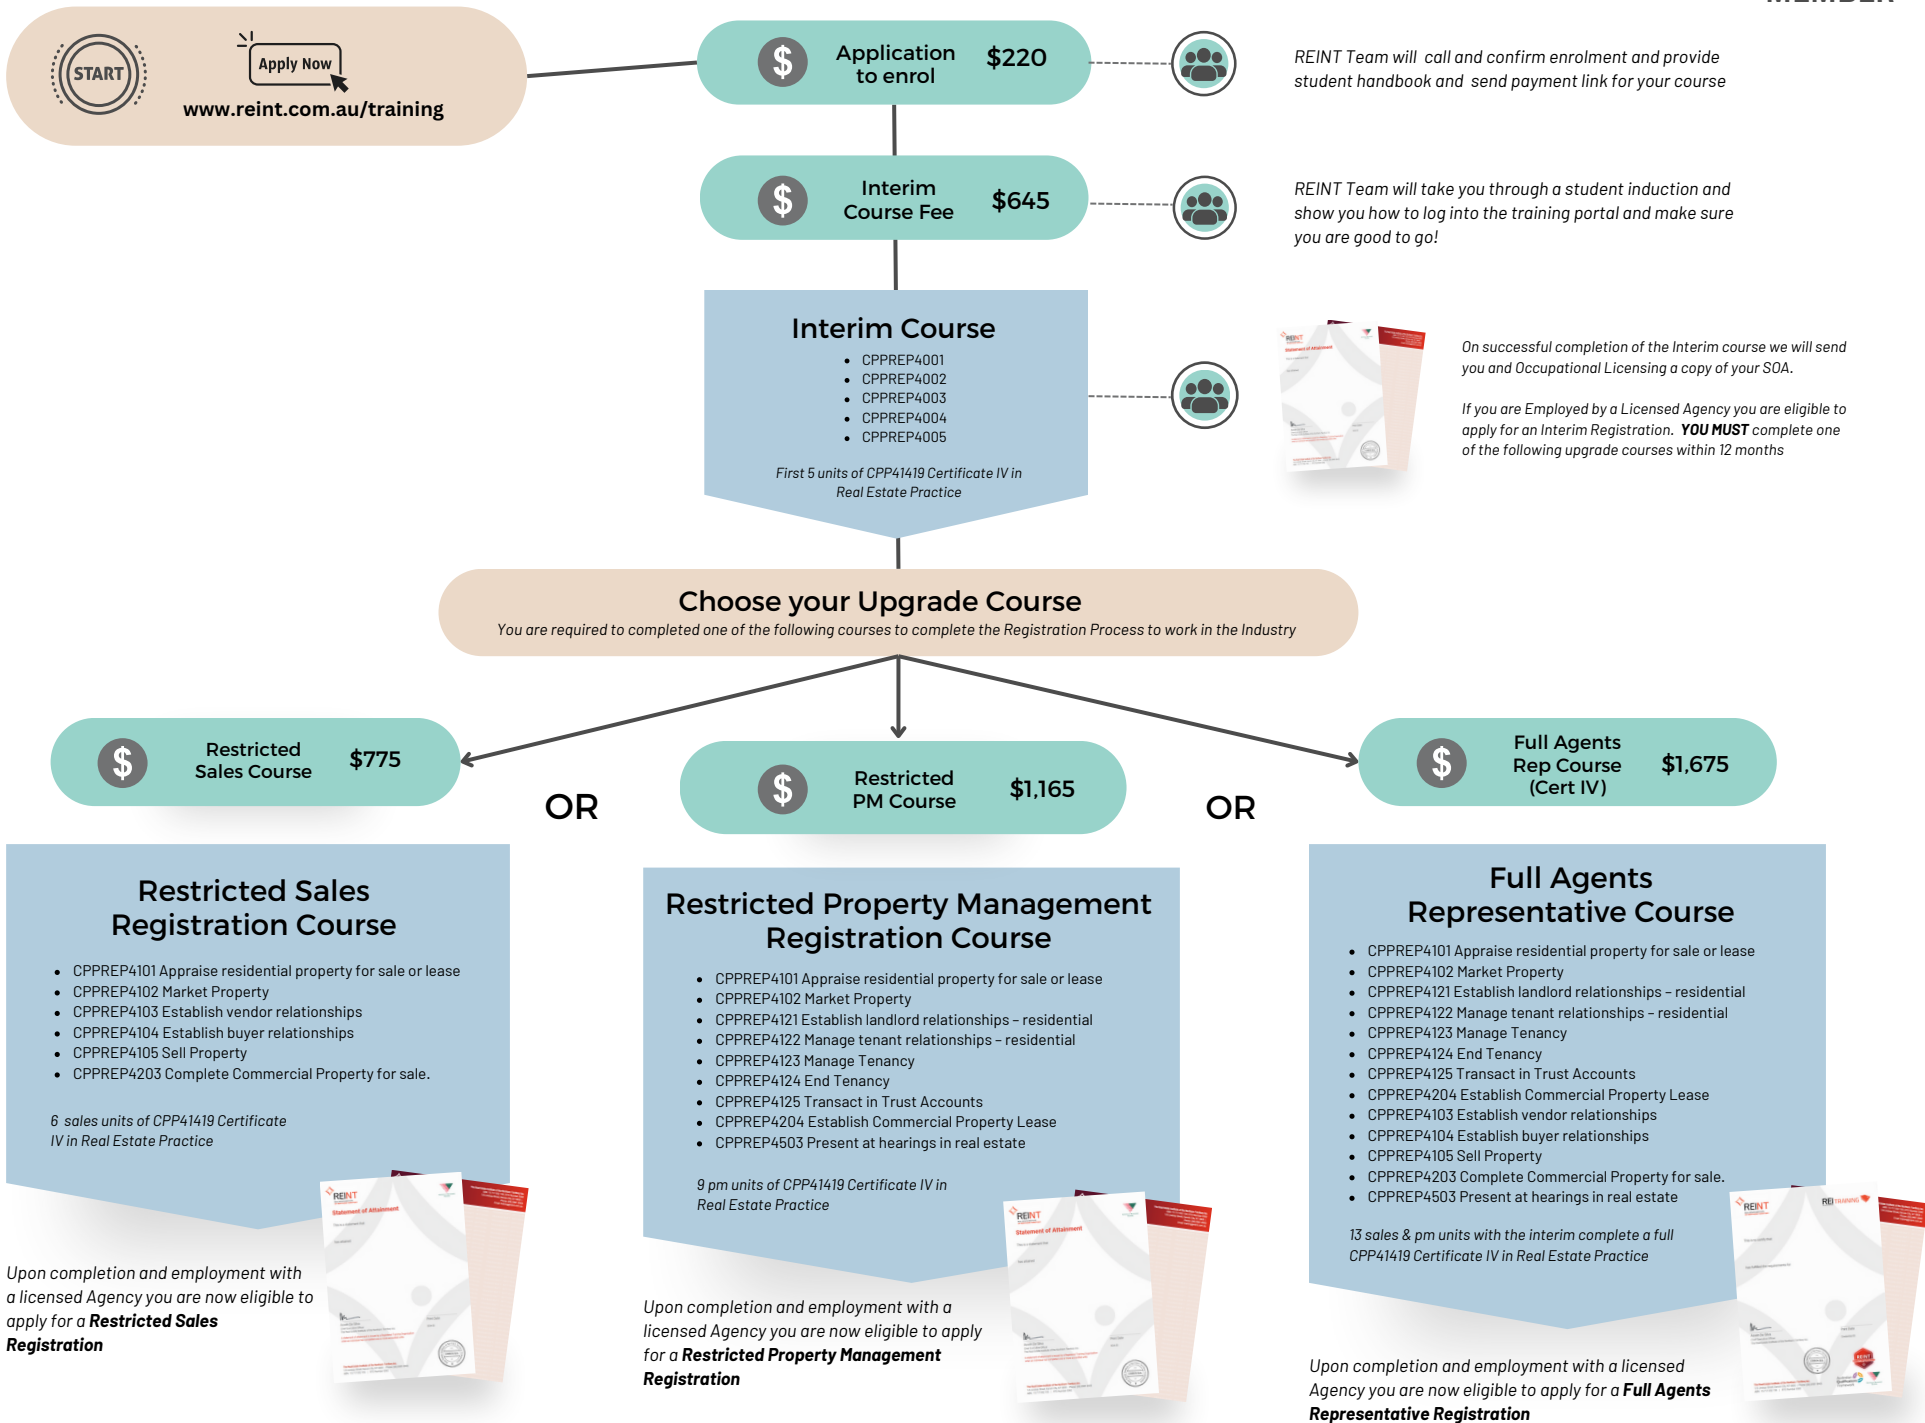 MEMBER
START
Apply Now
www.reint.com.au/training
$
Application
to enrol
$220
REINT Team will call and confirm enrolment and provide
student handbook and send payment link for your course
$
Interim
Course Fee
$645
REINT Team will take you through a student induction and
show you how to log into the training portal and make sure
you are good to go!
Interim Course
• CPPREP4001
• CPPREP4002
• CPPREP4003
• CPPREP4004
• CPPREP4005
First 5 units of CPP41419 Certificate IV in
Real Estate Practice
REINT
Statement of Attainment
On successful completion of the Interim course we will send
you and Occupational Licensing a copy of your SOA.
If you are Employed by a Licensed Agency you are eligible to
apply for an Interim Registration. YOU MUST complete one
of the following upgrade courses within 12 months
Choose your Upgrade Course
You are required to completed one of the following courses to complete the Registration Process to work in the Industry
$
Restricted
Sales Course
$775
OR
$
Restricted
PM Course
$1,165
OR
$
Full Agents
Rep Course
(Cert IV)
$1,675
Restricted Sales
Registration Course
• CPPREP4101 Appraise residential property for sale or lease
• CPPREP4102 Market Property
• CPPREP4103 Establish vendor relationships
• CPPREP4104 Establish buyer relationships
• CPPREP4105 Sell Property
• CPPREP4203 Complete Commercial Property for sale.
6 sales units of CPP41419 Certificate
IV in Real Estate Practice
REINT
Statement of Attainment
Upon completion and employment with
a licensed Agency you are now eligible to
apply for a Restricted Sales
Registration
Restricted Property Management
Registration Course
• CPPREP4101 Appraise residential property for sale or lease
• CPPREP4102 Market Property
• CPPREP4121 Establish landlord relationships – residential
• CPPREP4122 Manage tenant relationships – residential
• CPPREP4123 Manage Tenancy
• CPPREP4124 End Tenancy
• CPPREP4125 Transact in Trust Accounts
• CPPREP4204 Establish Commercial Property Lease
• CPPREP4503 Present at hearings in real estate
9 pm units of CPP41419 Certificate IV in
Real Estate Practice
REINT
Statement of Attainment
Upon completion and employment with a
licensed Agency you are now eligible to apply
for a Restricted Property Management
Registration
Full Agents
Representative Course
• CPPREP4101 Appraise residential property for sale or lease
• CPPREP4102 Market Property
• CPPREP4121 Establish landlord relationships – residential
• CPPREP4122 Manage tenant relationships – residential
• CPPREP4123 Manage Tenancy
• CPPREP4124 End Tenancy
• CPPREP4125 Transact in Trust Accounts
• CPPREP4204 Establish Commercial Property Lease
• CPPREP4103 Establish vendor relationships
• CPPREP4104 Establish buyer relationships
• CPPREP4105 Sell Property
• CPPREP4203 Complete Commercial Property for sale.
• CPPREP4503 Present at hearings in real estate
13 sales & pm units with the interim complete a full
CPP41419 Certificate IV in Real Estate Practice
REINT
REI TRAINING
Upon completion and employment with a licensed
Agency you are now eligible to apply for a Full Agents
Representative Registration